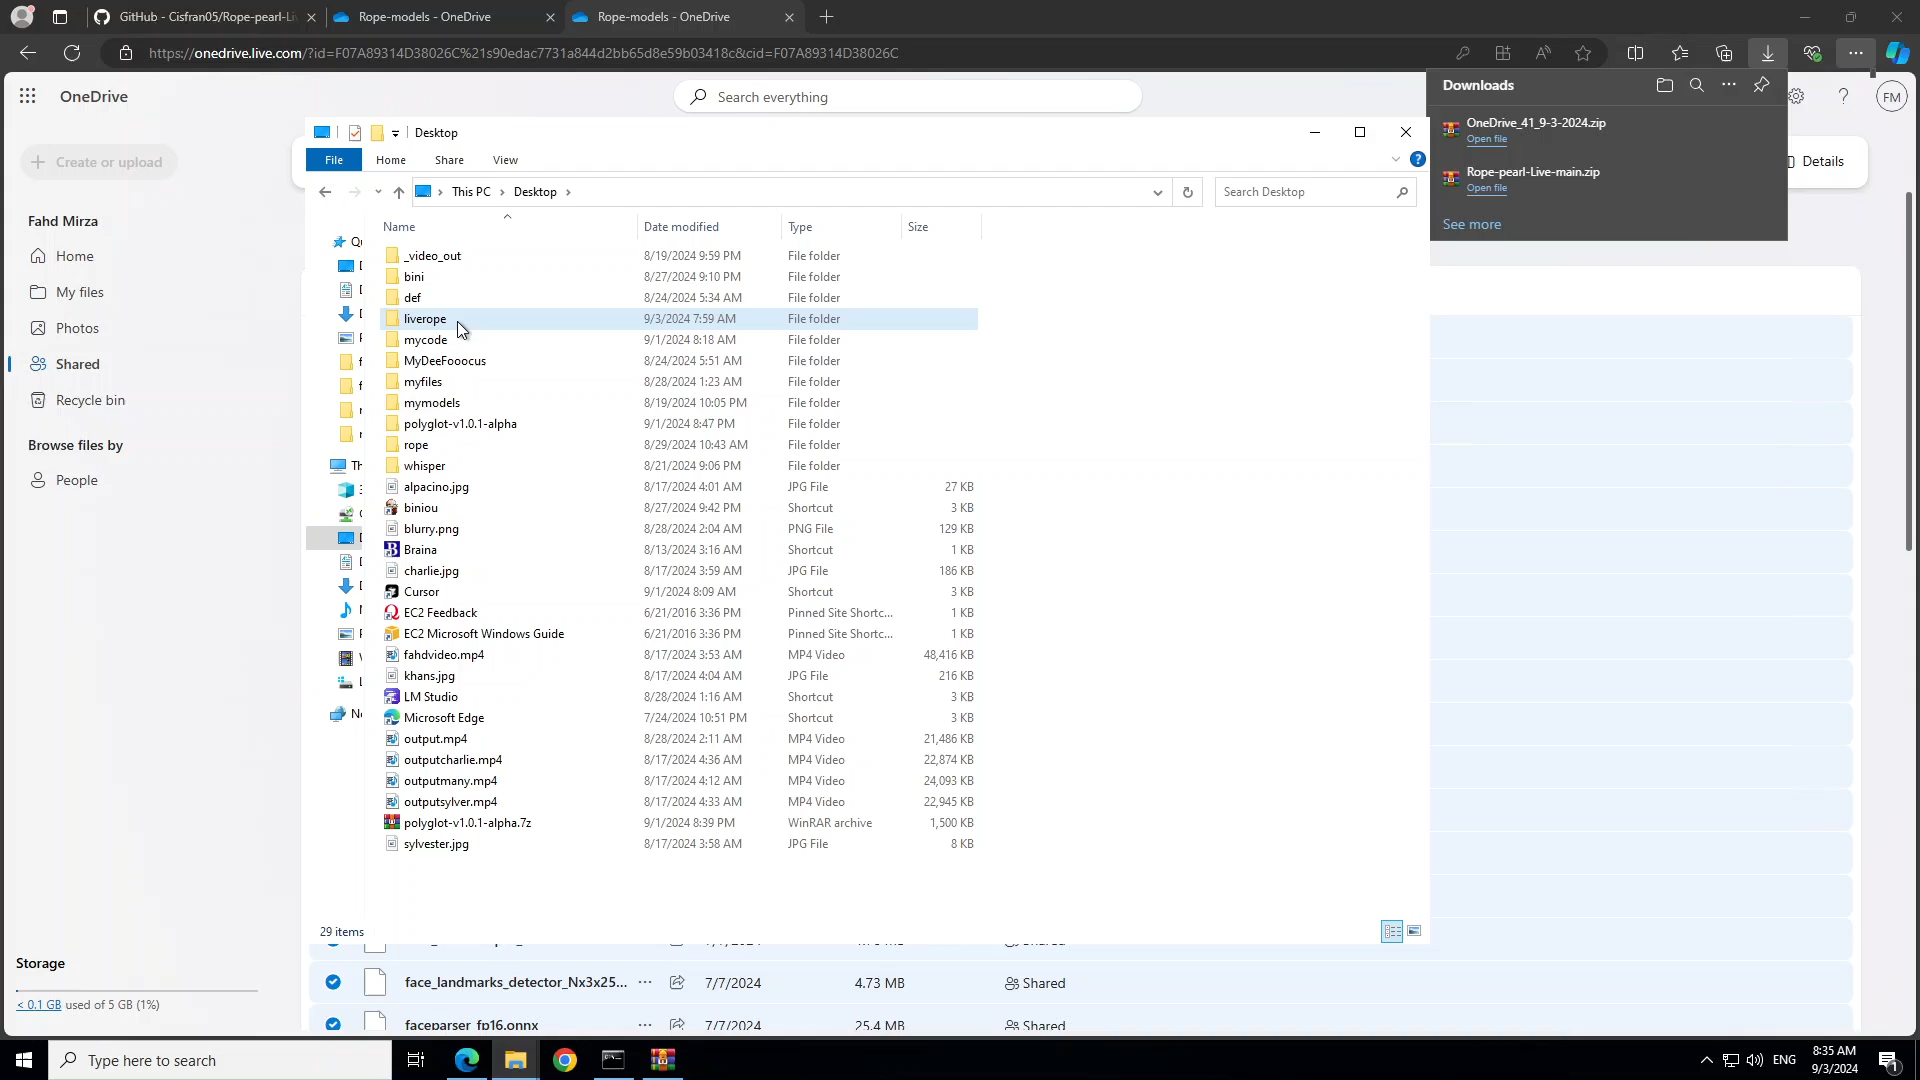 GitHub - Cisfran05/Rope-pearl-Li
Rope-models - OneDrive
Rope-models - OneDrive
https://onedrive.live.com/?id=F07A89314D38026C%21s90edac7731a844d2bb65d8e59b03418c&cid=F07A89314D38026C
OneDrive
Search everything
FM
Downloads
OneDrive_41_9-3-2024.zip
Open file
Rope-pearl-Live-main.zip
Open file
See more
Create or upload
Details
Fahd Mirza
Home
My files
Photos
Shared
Recycle bin
Browse files by
People
Storage
< 0.1 GB used of 5 GB (1%)
Desktop
File Home Share View
This PC > Desktop >
Search Desktop
Name Date modified Type Size
_video_out 8/19/2024 9:59 PM File folder
bini 8/27/2024 9:10 PM File folder
def 8/24/2024 5:34 AM File folder
liverope 9/3/2024 7:59 AM File folder
mycode 9/1/2024 8:18 AM File folder
MyDeeFooocus 8/24/2024 5:51 AM File folder
myfiles 8/28/2024 1:23 AM File folder
mymodels 8/19/2024 10:05 PM File folder
polyglot-v1.0.1-alpha 9/1/2024 8:47 PM File folder
rope 8/29/2024 10:43 AM File folder
whisper 8/21/2024 9:06 PM File folder
alpacino.jpg 8/17/2024 4:01 AM JPG File 27 KB
biniou 8/27/2024 9:42 PM Shortcut 3 KB
blurry.png 8/28/2024 2:04 AM PNG File 129 KB
Braina 8/13/2024 3:16 AM Shortcut 1 KB
charlie.jpg 8/17/2024 3:59 AM JPG File 186 KB
Cursor 9/1/2024 8:09 AM Shortcut 3 KB
EC2 Feedback 6/21/2016 3:36 PM Pinned Site Shortc... 1 KB
EC2 Microsoft Windows Guide 6/21/2016 3:36 PM Pinned Site Shortc... 1 KB
fahdvideo.mp4 8/17/2024 3:53 AM MP4 Video 48,416 KB
khans.jpg 8/17/2024 4:04 AM JPG File 216 KB
LM Studio 8/28/2024 1:16 AM Shortcut 3 KB
Microsoft Edge 7/24/2024 10:51 PM Shortcut 3 KB
output.mp4 8/28/2024 2:11 AM MP4 Video 21,486 KB
outputcharlie.mp4 8/17/2024 4:36 AM MP4 Video 22,874 KB
outputmany.mp4 8/17/2024 4:12 AM MP4 Video 24,093 KB
outputsylver.mp4 8/17/2024 4:33 AM MP4 Video 22,945 KB
polyglot-v1.0.1-alpha.7z 9/1/2024 8:39 PM WinRAR archive 1,500 KB
sylvester.jpg 8/17/2024 3:58 AM JPG File 8 KB
29 items
face_landmarks_detector_Nx3x25... 7/7/2024 4.73 MB Shared
faceparser_fp16.onnx 7/7/2024 25.4 MB Shared
Type here to search
ENG
8:35 AM
9/3/2024